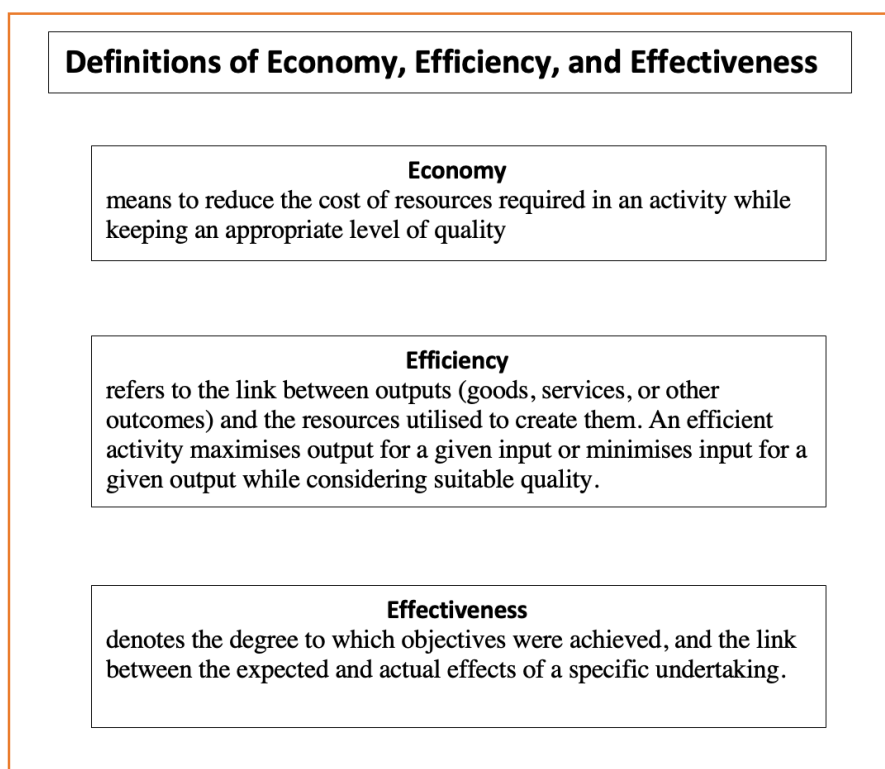 Definitions of Economy, Efficiency, and Effectiveness
Economy
means to reduce the cost of resources required in an activity while
keeping an appropriate level of quality
Efficiency
refers to the link between outputs (goods, services, or other
outcomes) and the resources utilised to create them. An efficient
activity maximises output for a given input or minimises input for a
given output while considering suitable quality.
Effectiveness
denotes the degree to which objectives were achieved, and the link
between the expected and actual effects of a specific undertaking.